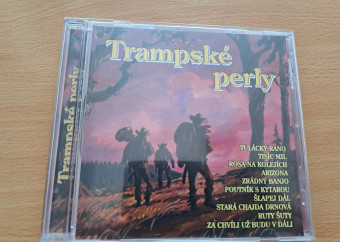 Trampské
perly
Trampské perly
TULÁCKY RÁNO
TISÍC MIL
ROSA NA KOLEJÍCH
ARIZONA
ZRÁDNÝ BANJO
POUTNÍK S KYTAROU
ŠLAPEJ DÁL
STARÁ CHAJDA DRNOVÁ
RUTY ŠUTY
ZA CHVÍLI UŽ BUDU V DÁLI